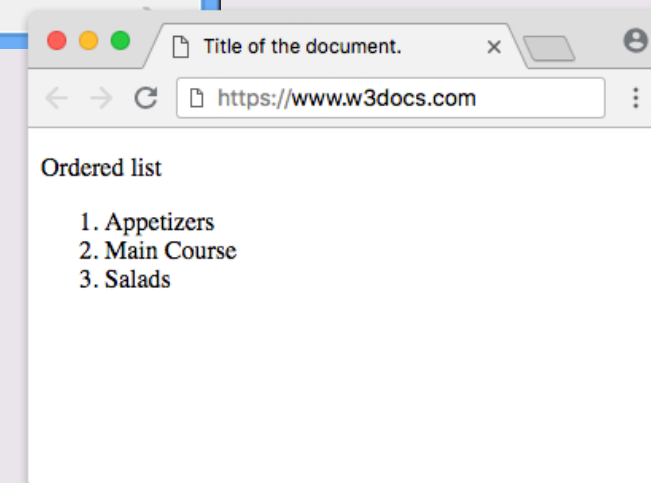 Title of the document.
https://www.w3docs.com
Ordered list
1. Appetizers
2. Main Course
3. Salads